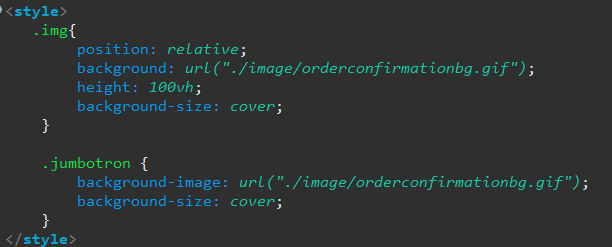 <style>
.img{
position: relative;
background: url("./image/orderconfirmationbg.gif");
height: 100vh;
background-size: cover;
}
.jumbotron {
background-image: url("./image/orderconfirmationbg.gif");
background-size: cover;
}
</style>